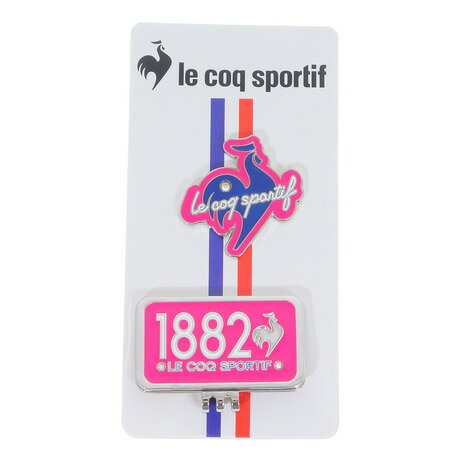 le coq sportif
le coq sportif
1882
LE COQ SPORTIF